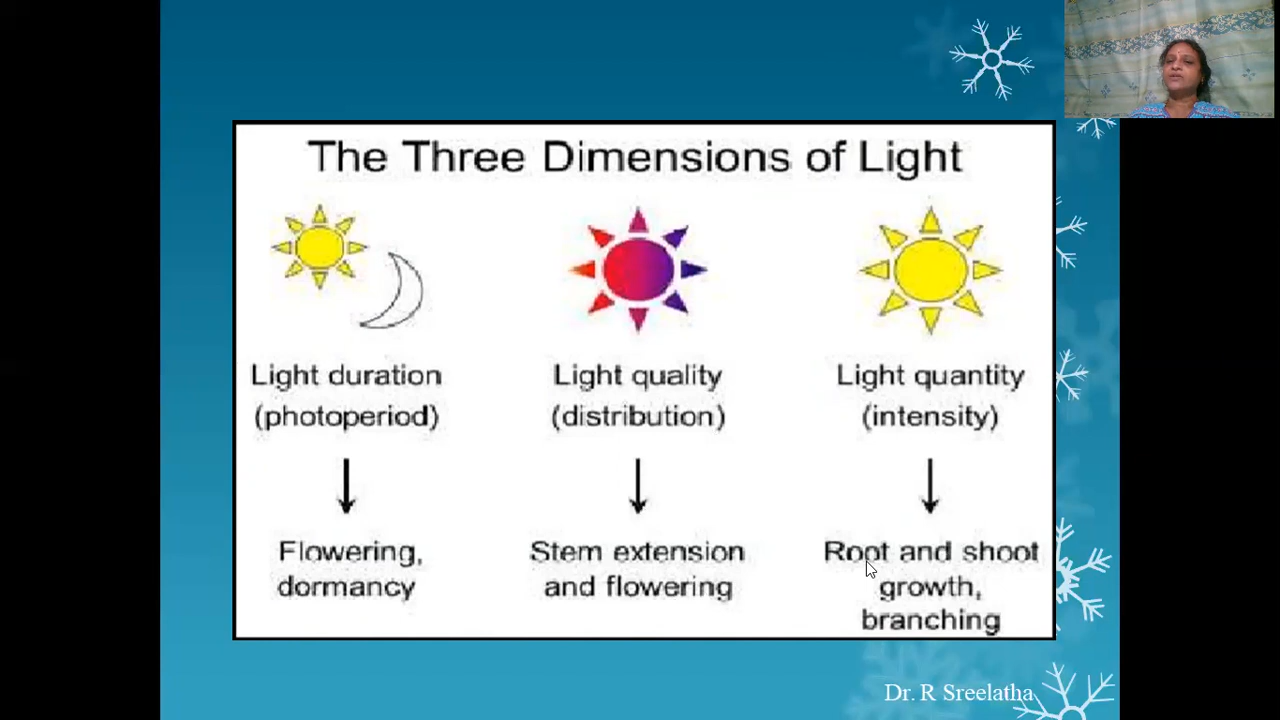 The Three Dimensions of Light
Light duration
(photoperiod)
Light quality
(distribution)
Light quantity
(intensity)
Flowering,
dormancy
Stem extension
and flowering
Root and shoot
growth,
branching
Dr. R Sreelatha